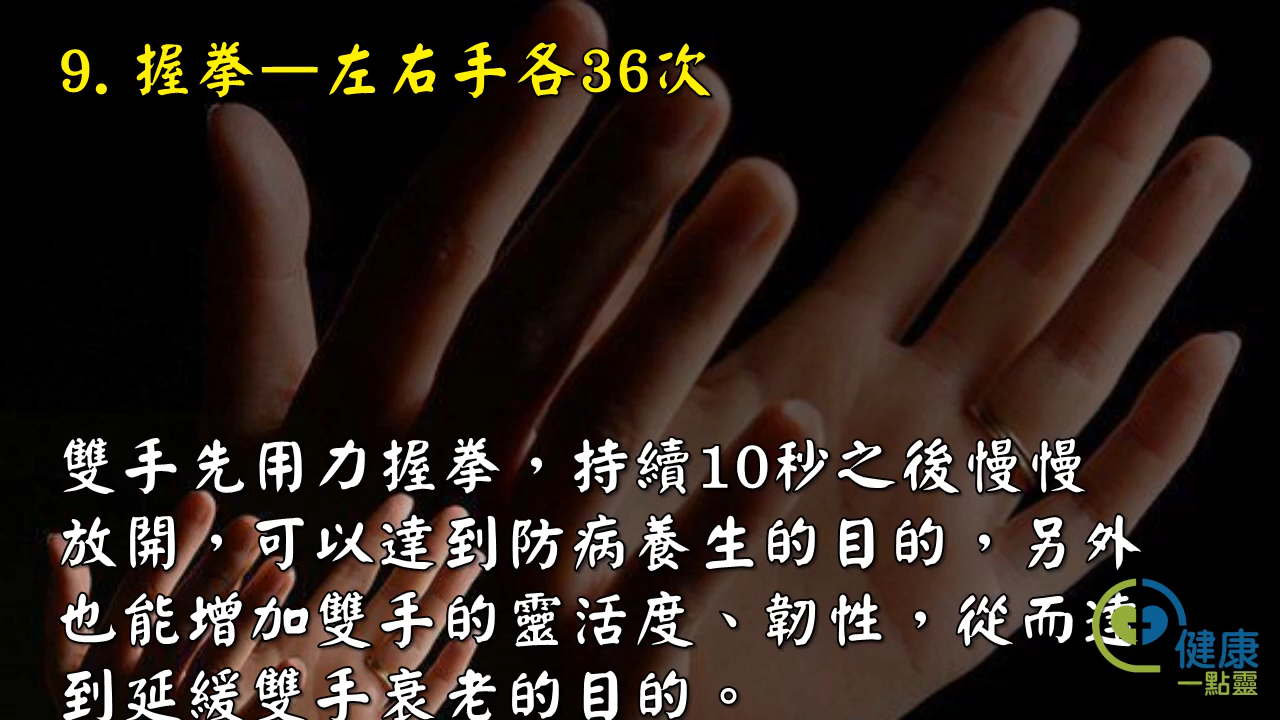 9. 握拳—左右手各36次
雙手先用力握拳，持續10秒之後慢慢
放開，可以達到防病養生的目的，另外
也能增加雙手的靈活度、韌性，從而達
到延緩雙手衰老的目的。
健康
一點靈